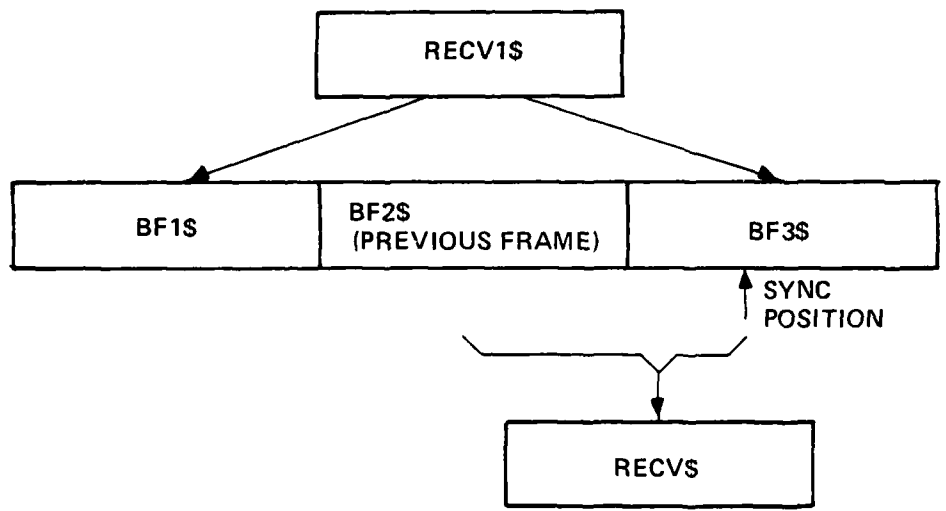 RECV1$
BF1$
BF2$
(PREVIOUS FRAME)
BF3$
SYNC
POSITION
RECV$